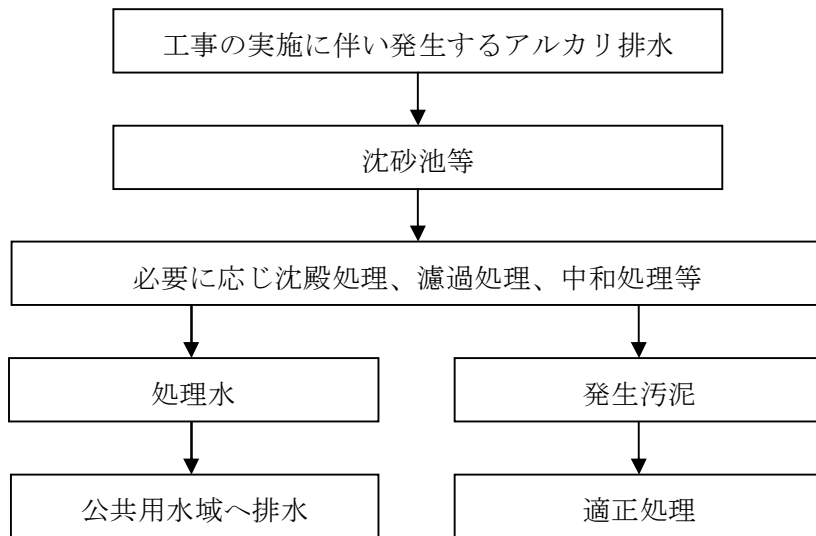 工事の実施に伴い発生するアルカリ排水
沈砂池等
必要に応じ沈殿処理、濾過処理、中和処理等
処理水
発生汚泥
公共用水域へ排水
適正処理